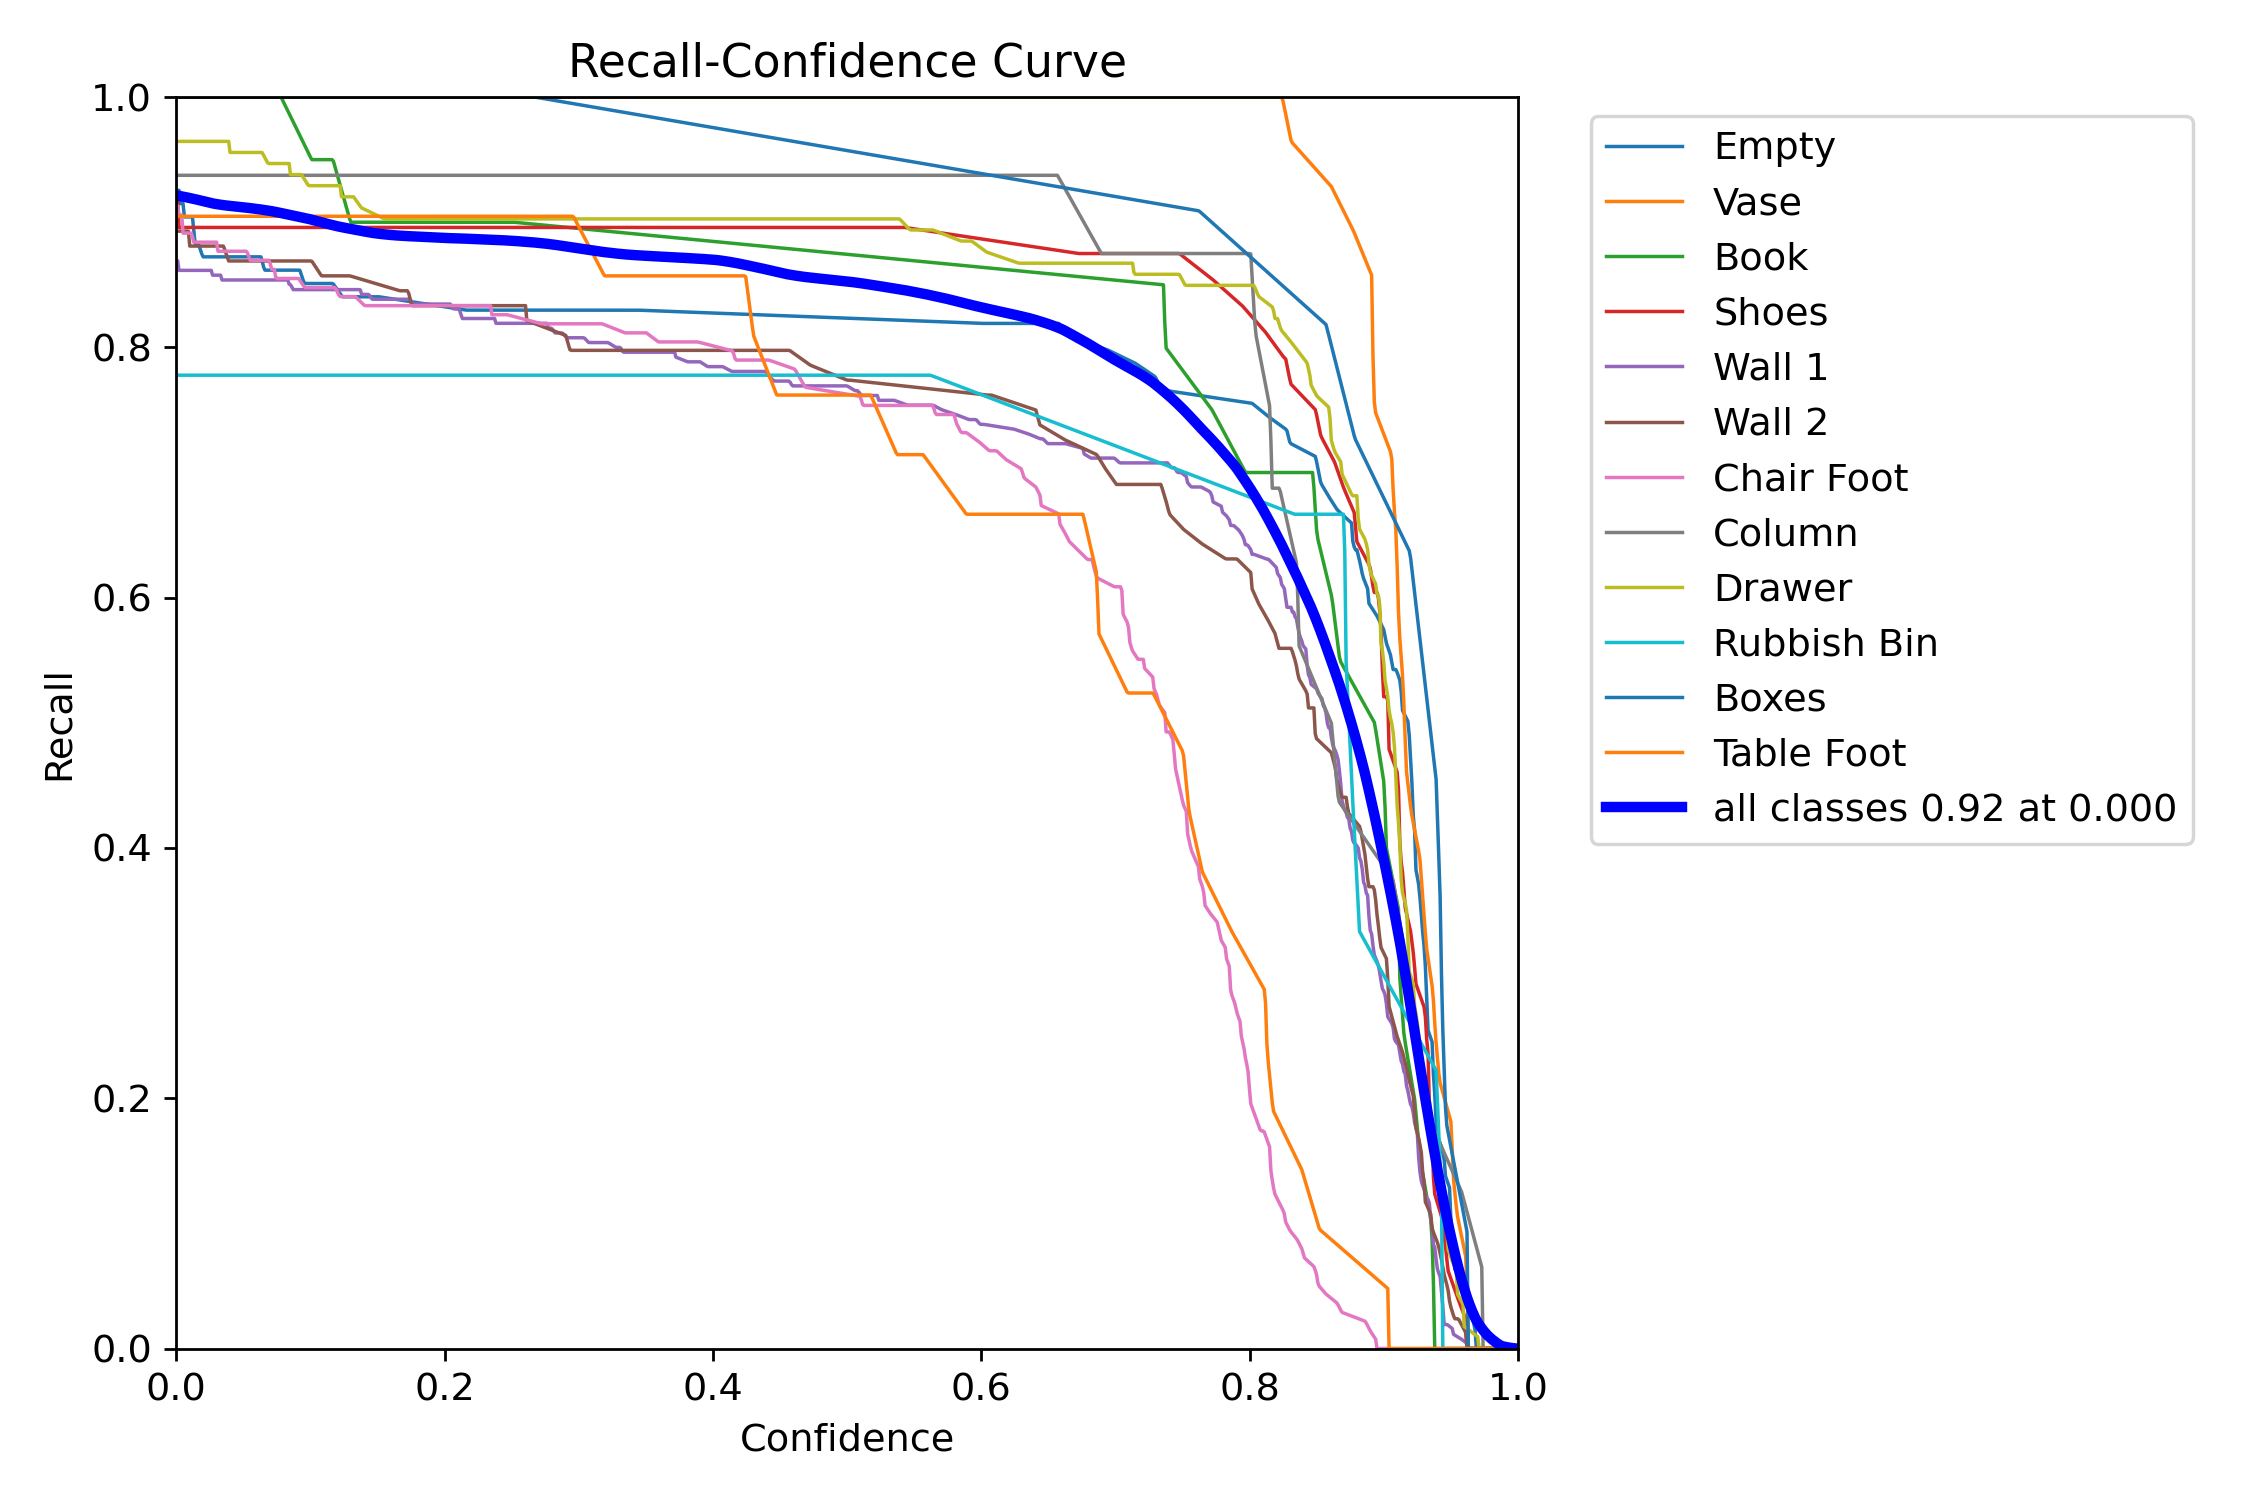 Recall-Confidence Curve
1.0
0.8
0.6
0.4
0.2
0.0
Recall
0.0 0.2 0.4 0.6 0.8 1.0
Confidence
Empty
Vase
Book
Shoes
Wall 1
Wall 2
Chair Foot
Column
Drawer
Rubbish Bin
Boxes
Table Foot
all classes 0.92 at 0.000